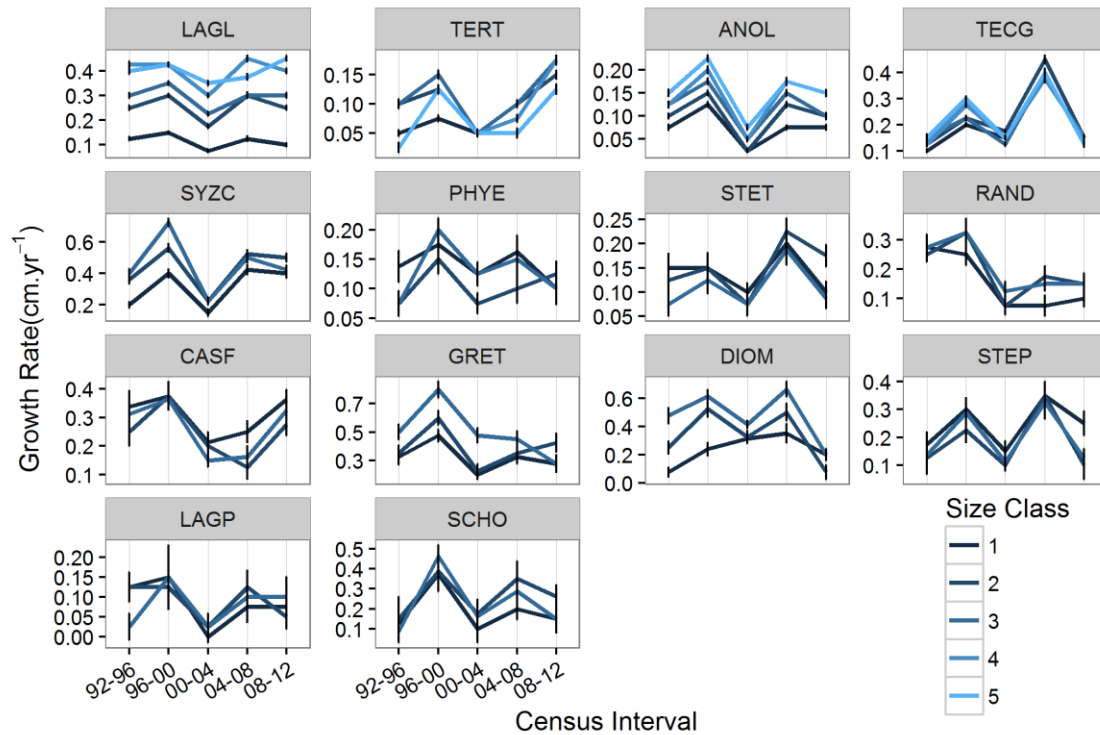 LAGL TERT ANOL TECG
0.4 0.3 0.2 0.1
0.15 0.10 0.05
0.20 0.15 0.10 0.05
0.4 0.3 0.2 0.1
SYZC PHYE STET RAND
0.6 0.4 0.2
0.20 0.15 0.10 0.05
0.25 0.20 0.15 0.10 0.05
0.3 0.2 0.1
CASF GRET DIOM STEP
0.4 0.3 0.2 0.1
0.7 0.5 0.3
0.6 0.4 0.2 0.0
0.4 0.3 0.2 0.1
LAGP SCHO
0.20 0.15 0.10 0.05 0.00
0.5 0.4 0.3 0.2 0.1
92-96 96-00 00-04 04-08 08-12
92-96 96-00 00-04 04-08 08-12
Growth Rate(cm.yr⁻¹)
Census Interval
Size Class
1
2
3
4
5